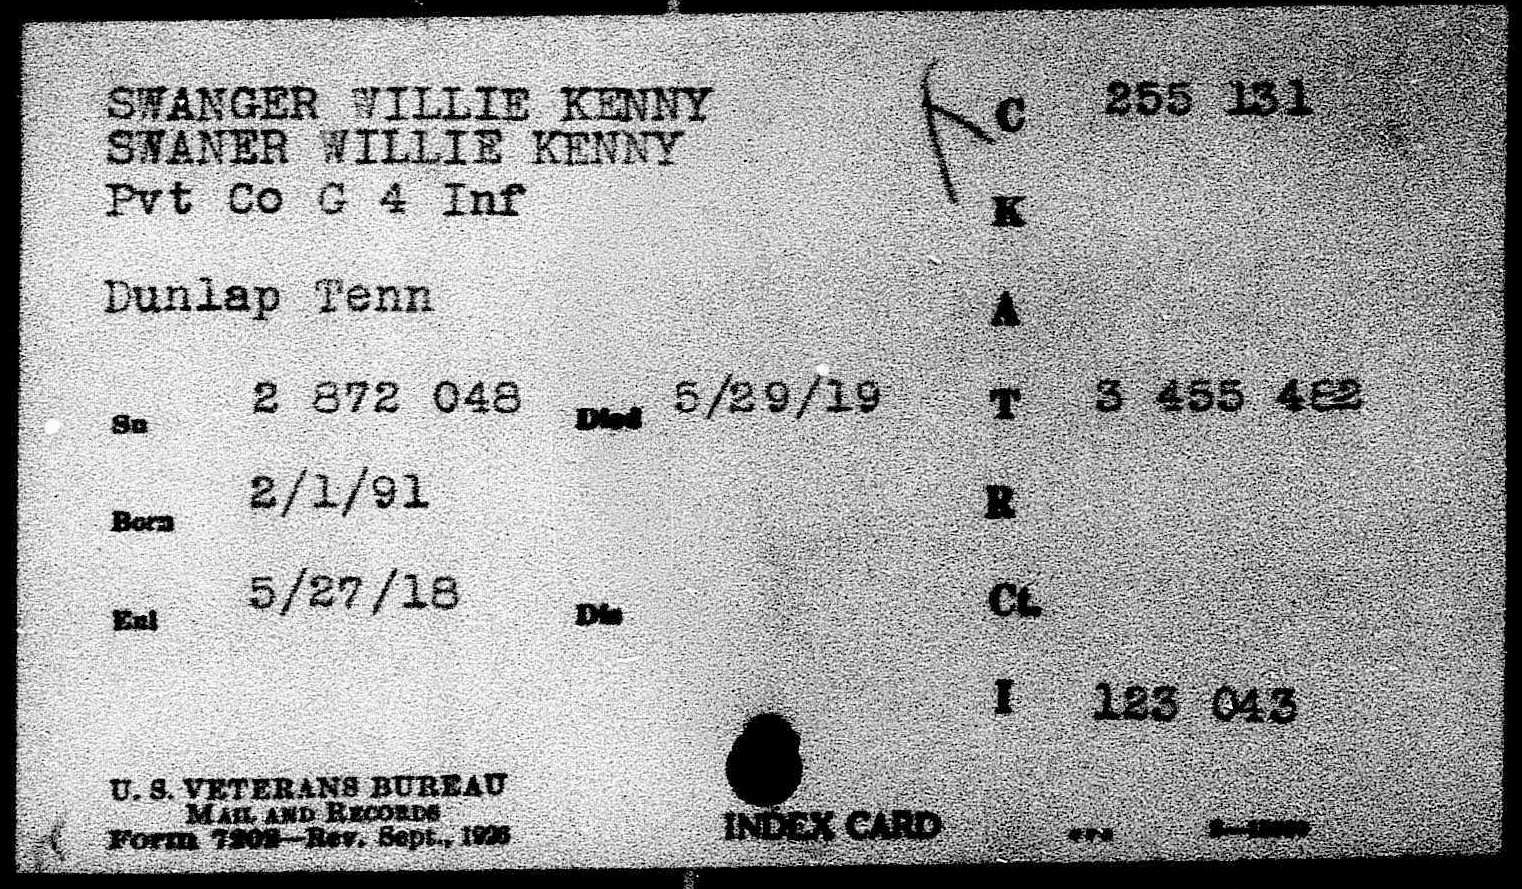 SWANGER WILLIE KENNY
SWANER WILLIE KENNY
Pvt Co G 4 Inf
Dunlap Tenn
C 255 131
K
A
Sn 2 872 048 Died 5/29/19
T 3 455 482
Born 2/1/91
R
Enl 5/27/18 Dis
Ct.
I 123 043
U. S. VETERANS BUREAU
MAIL AND RECORDS
Form 7202—Rev. Sept., 1926
INDEX CARD